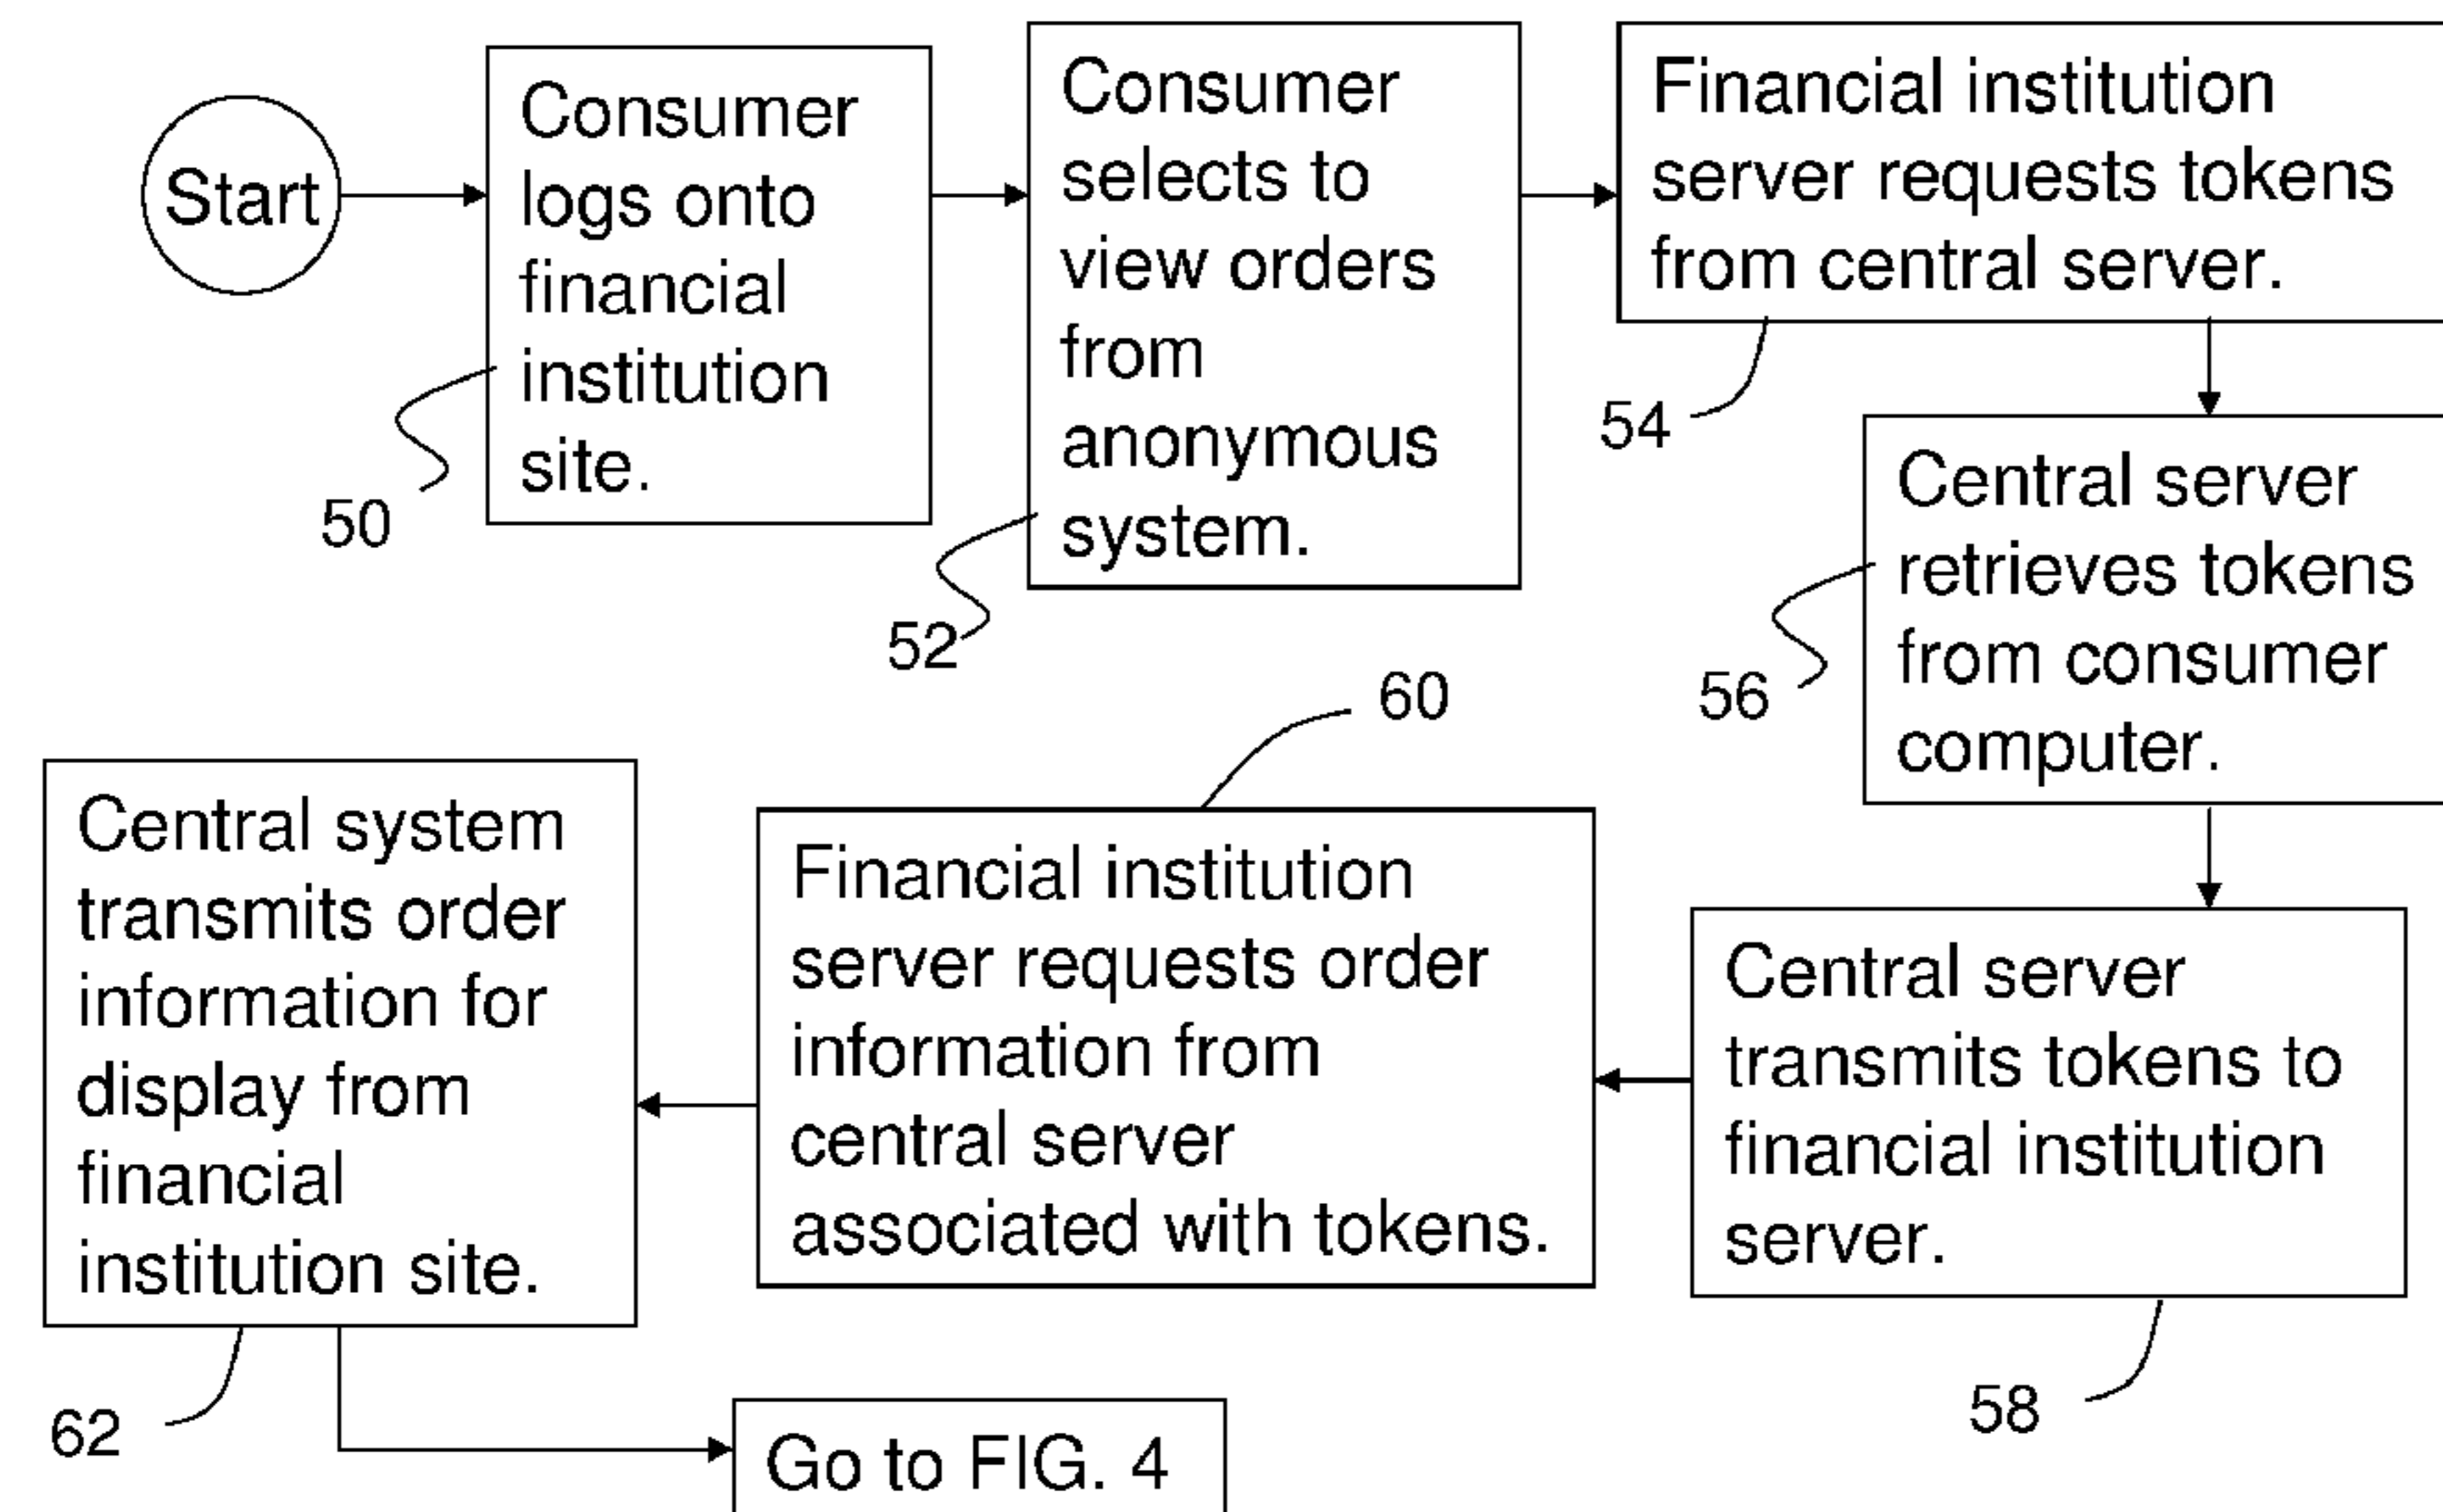 Start
Consumer
logs onto
financial
institution
site.
50
Consumer
selects to
view orders
from
anonymous
system.
52
Financial institution
server requests tokens
from central server.
54
Central server
retrieves tokens
from consumer
computer.
56
Central server
transmits tokens to
financial institution
server.
58
60
Financial institution
server requests order
information from
central server
associated with tokens.
Central system
transmits order
information for
display from
financial
institution site.
62
Go to FIG. 4